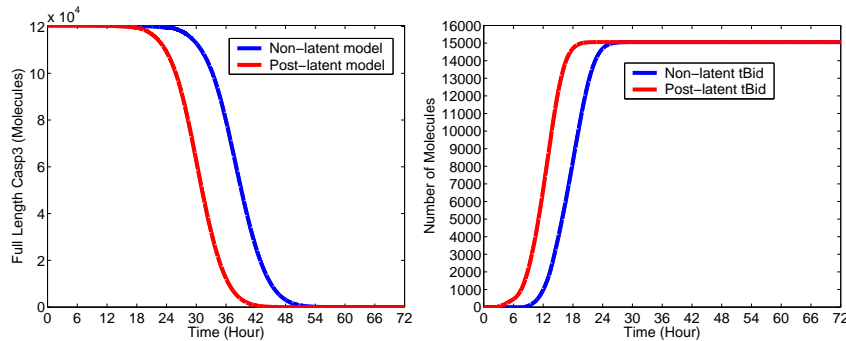 x 10⁴
12
10
8
6
4
2
0
0 6 12 18 24 30 36 42 48 54 60 66 72
Time (Hour)
Full Length Casp3 (Molecules)
Non−latent model
Post−latent model
16000
15000
14000
13000
12000
11000
10000
9000
8000
7000
6000
5000
4000
3000
2000
1000
0
0 6 12 18 24 30 36 42 48 54 60 66 72
Time (Hour)
Number of Molecules
Non−latent tBid
Post−latent tBid